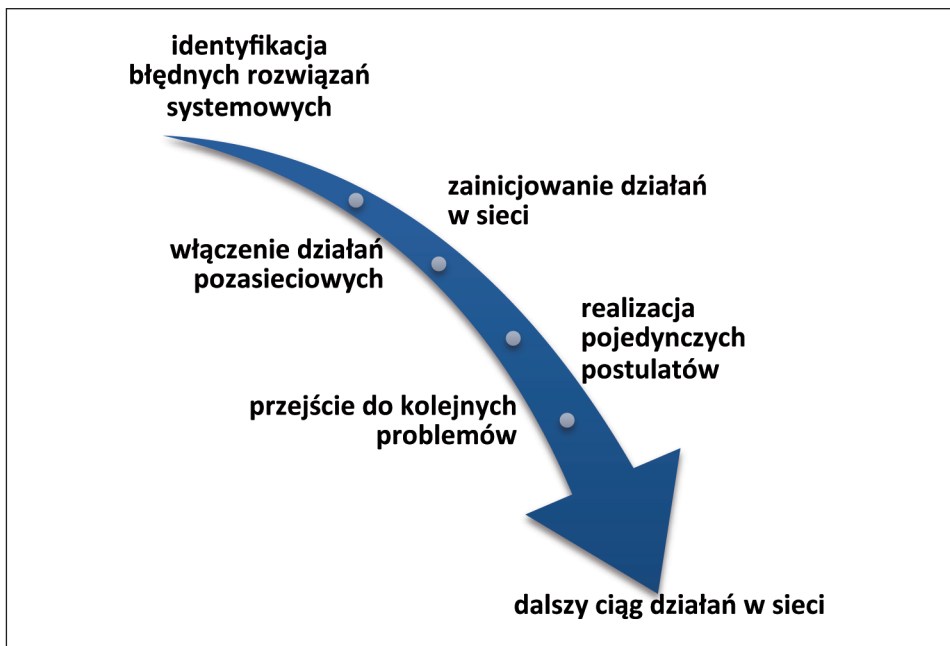 identyfikacja
błędnych rozwiązań
systemowych
zainicjowanie działań
w sieci
włączenie działań
pozasieciowych
realizacja
pojedynczych
postulatów
przejście do kolejnych
problemów
dalszy ciąg działań w sieci